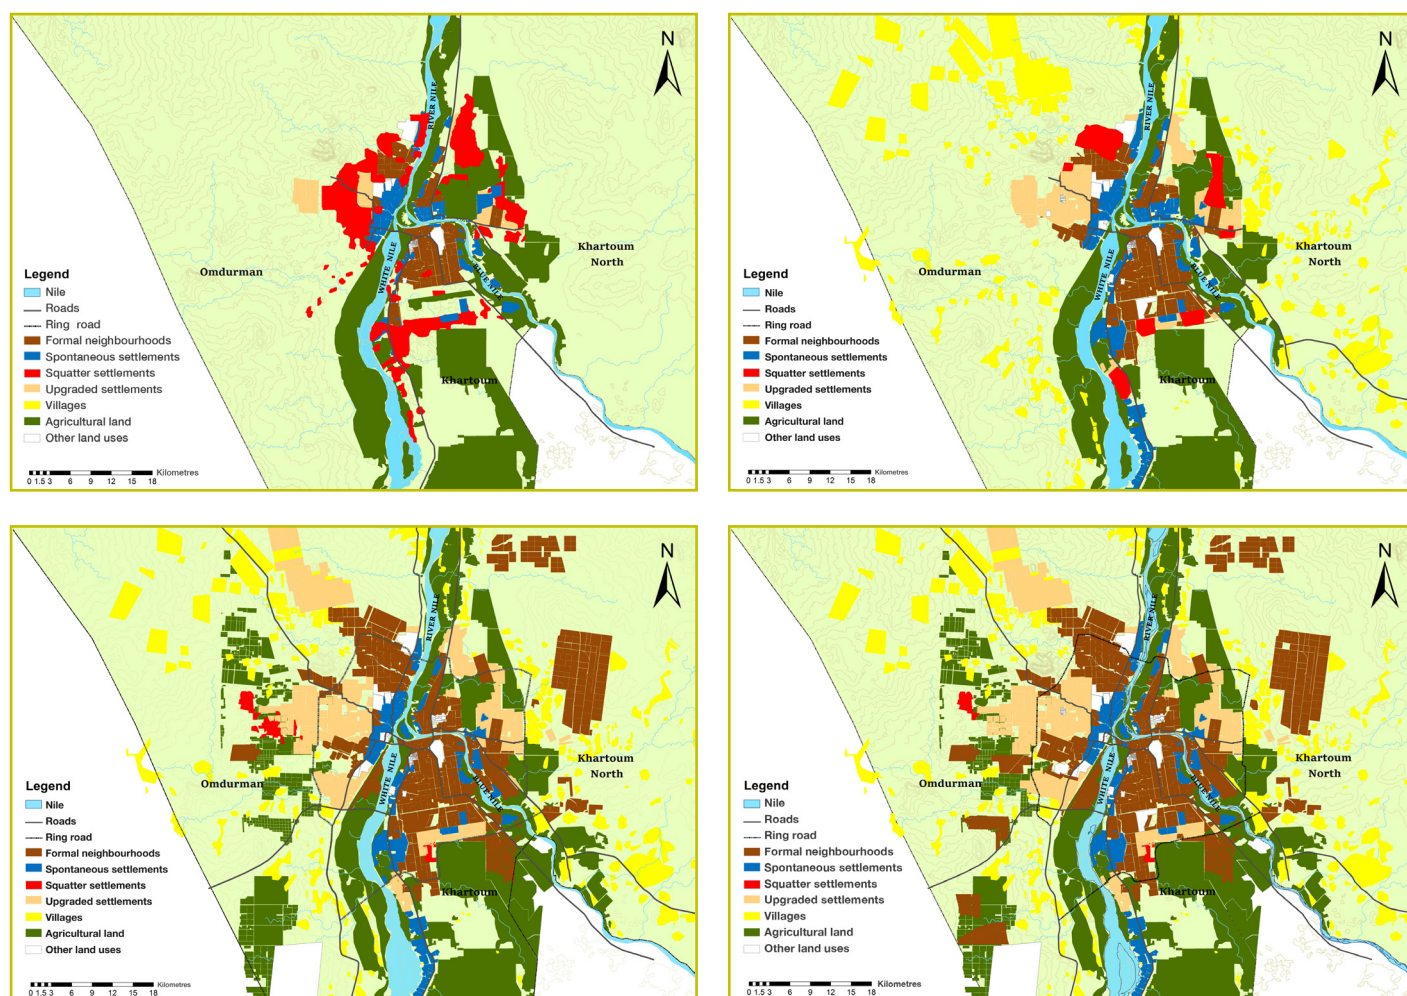 N
RIVER NILE
WHITE NILE
BLUE NILE
Omdurman
Khartoum
North
Khartoum
Legend
Nile
Roads
Ring road
Formal neighbourhoods
Spontaneous settlements
Squatter settlements
Upgraded settlements
Villages
Agricultural land
Other land uses
0 1.5 3 6 9 12 15 18 Kilometres
N
RIVER NILE
WHITE NILE
BLUE NILE
Omdurman
Khartoum
North
Khartoum
Legend
Nile
Roads
Ring road
Formal neighbourhoods
Spontaneous settlements
Squatter settlements
Upgraded settlements
Villages
Agricultural land
Other land uses
0 1.5 3 6 9 12 15 18 Kilometres
N
RIVER NILE
WHITE NILE
BLUE NILE
Omdurman
Khartoum
North
Khartoum
Legend
Nile
Roads
Ring road
Formal neighbourhoods
Spontaneous settlements
Squatter settlements
Upgraded settlements
Villages
Agricultural land
Other land uses
0 1.5 3 6 9 12 15 18 Kilometres
N
RIVER NILE
WHITE NILE
BLUE NILE
Omdurman
Khartoum
North
Khartoum
Legend
Nile
Roads
Ring road
Formal neighbourhoods
Spontaneous settlements
Squatter settlements
Upgraded settlements
Villages
Agricultural land
Other land uses
0 1.5 3 6 9 12 15 18 Kilometres